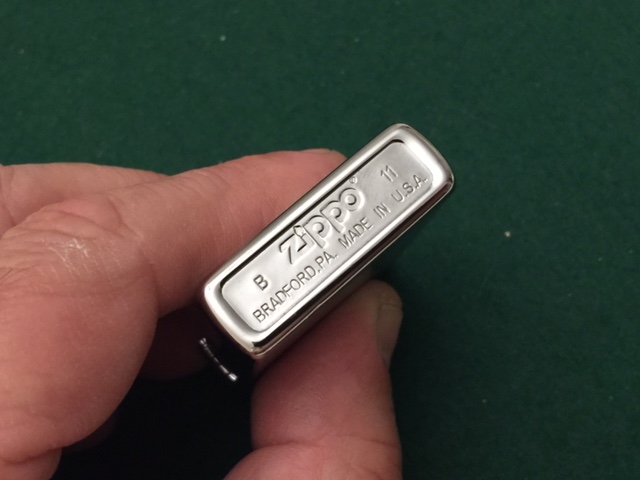 B zippo 11
BRADFORD, PA. MADE IN U.S.A.